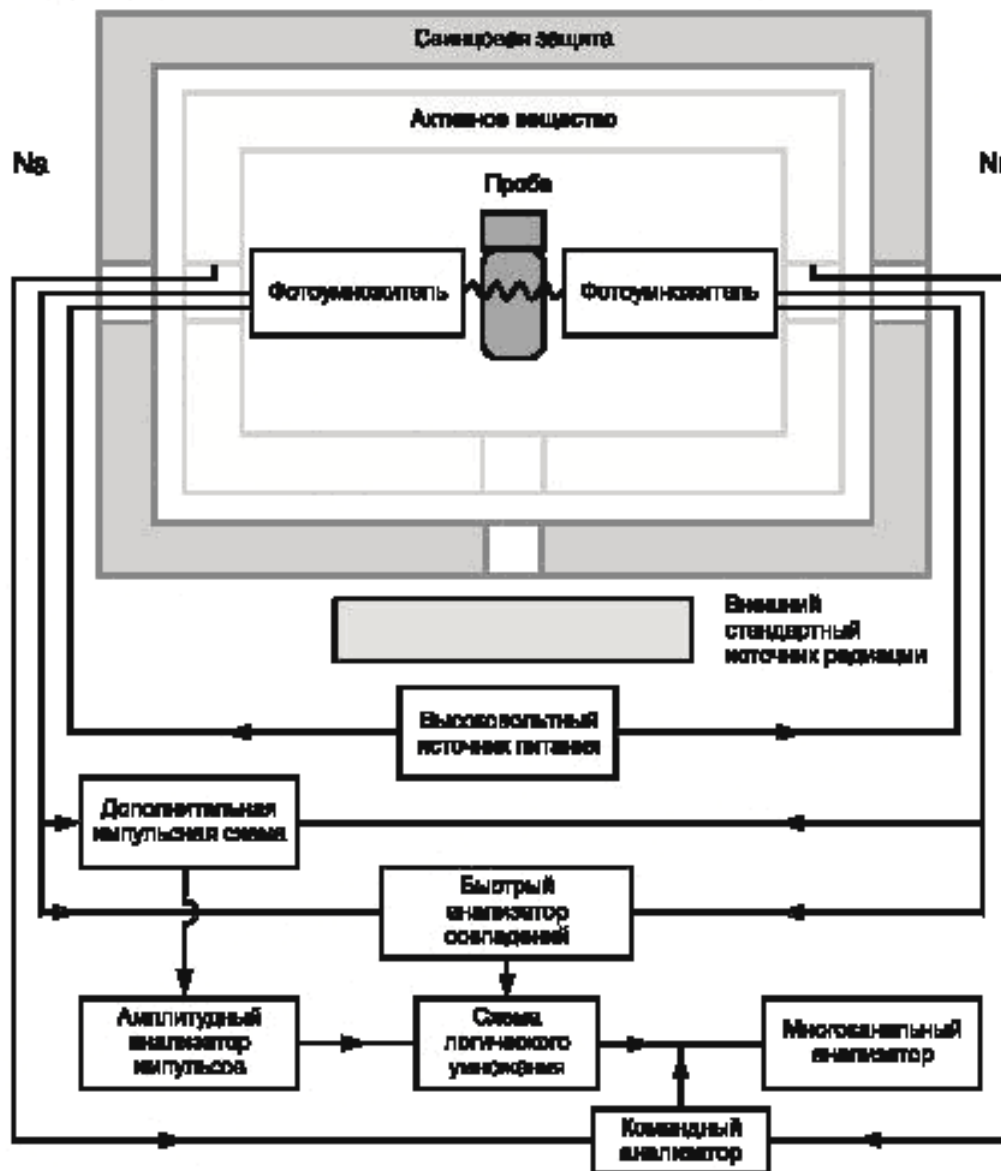 Свинцовая защита
Активное вещество
Na
Проба
Фотоумножитель
Фотоумножитель
Внешний
стандартный
источник радиации
Высоковольтный
источник питания
Дополнительная
импульсная схема
Быстрый
анализатор
совпадений
Амплитудный
анализатор
импульсов
Схема
логического
умножения
Многоканальный
анализатор
Командный
анализатор